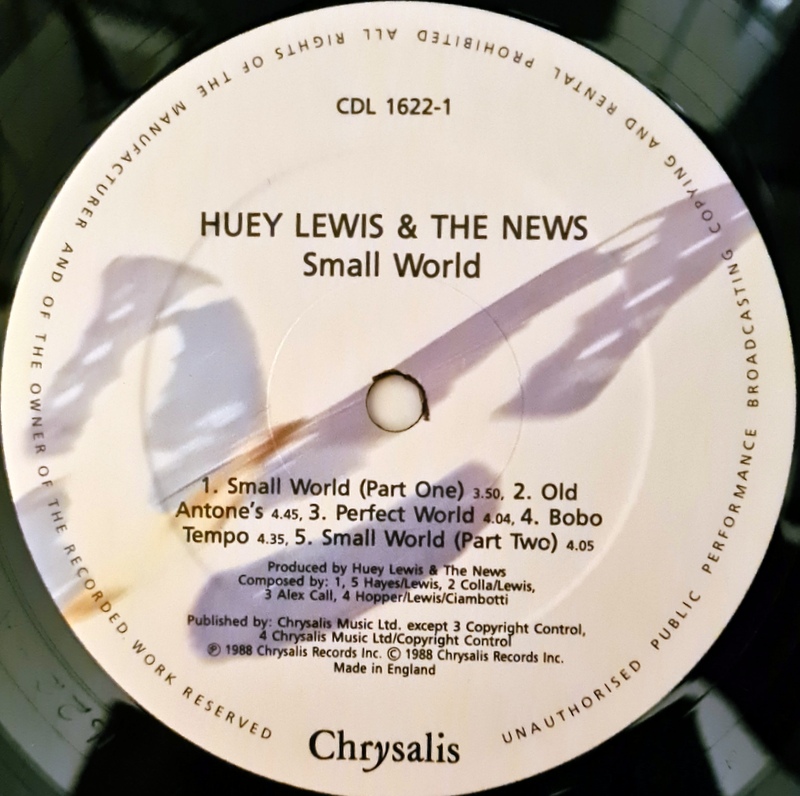 CDL 1622-1
HUEY LEWIS & THE NEWS
Small World
1. Small World (Part One) 3.50, 2. Old
Antone's 4.45, 3. Perfect World 4.04, 4. Bobo
Tempo 4.35, 5. Small World (Part Two) 4.05
Produced by Huey Lewis & The News
Composed by: 1, 5 Hayes/Lewis, 2 Colla/Lewis,
3 Alex Call, 4 Hopper/Lewis/Ciambotti
Published by: Chrysalis Music Ltd. except 3 Copyright Control,
4 Chrysalis Music Ltd/Copyright Control
℗ 1988 Chrysalis Records Inc. © 1988 Chrysalis Records Inc.
Made in England
Chrysalis
ALL RIGHTS OF THE MANUFACTURER AND OF THE OWNER OF THE RECORDED WORK RESERVED
UNAUTHORISED PUBLIC PERFORMANCE BROADCASTING COPYING AND RENTAL PROHIBITED